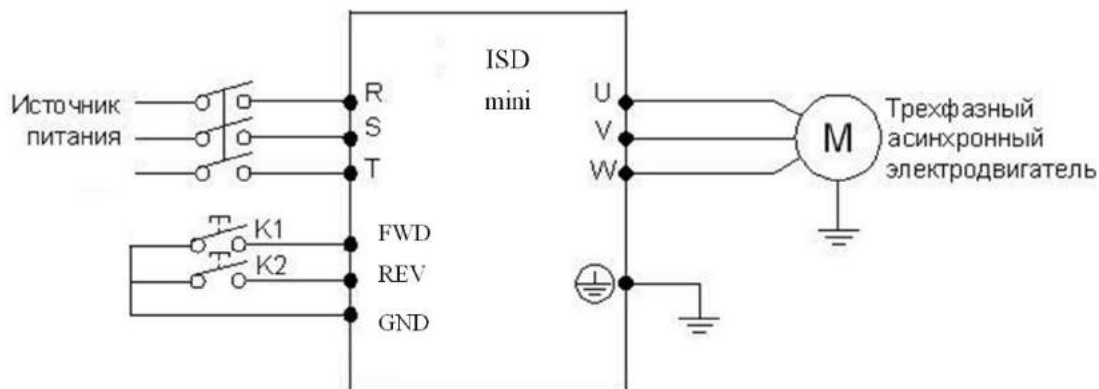 ISD
mini
Источник
питания
R
S
T
U
V
W
M
Трехфазный
асинхронный
электродвигатель
K1
K2
FWD
REV
GND